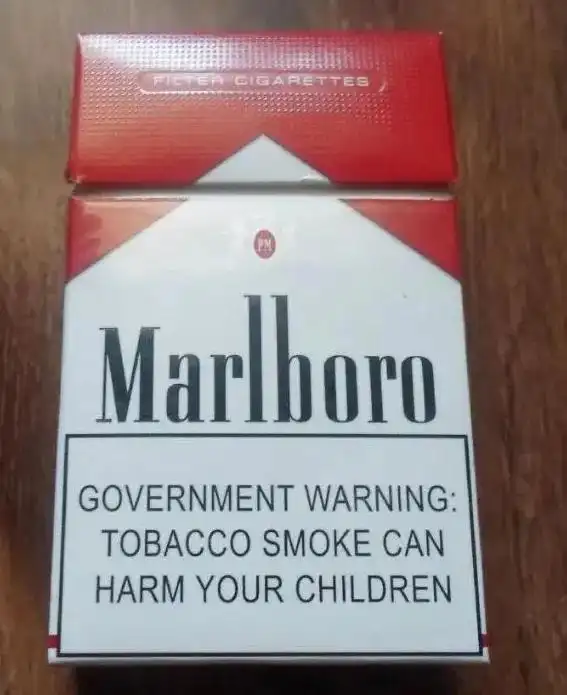 FILTER CIGARETTES
PM
Marlboro
GOVERNMENT WARNING:
TOBACCO SMOKE CAN
HARM YOUR CHILDREN